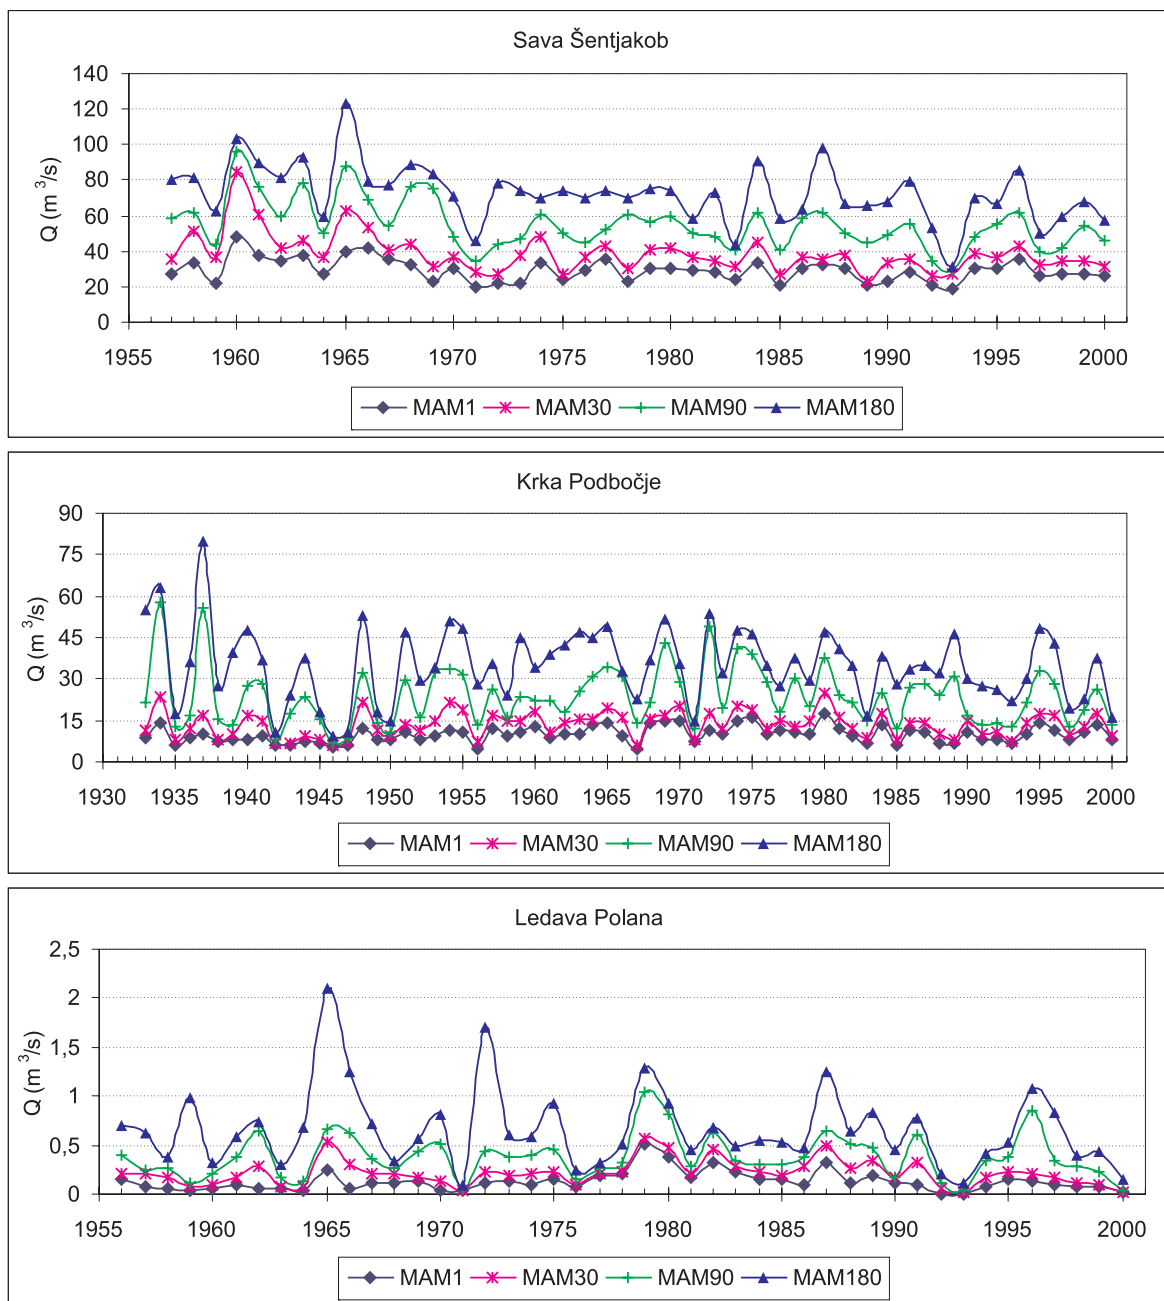 Sava Šentjakob
140
120
100
80
60
40
20
0
Q (m ³/s)
1955 1960 1965 1970 1975 1980 1985 1990 1995 2000
MAM1 MAM30 MAM90 MAM180
Krka Podbočje
90
75
60
45
30
15
0
Q (m ³/s)
1930 1935 1940 1945 1950 1955 1960 1965 1970 1975 1980 1985 1990 1995 2000
MAM1 MAM30 MAM90 MAM180
Ledava Polana
2,5
2
1,5
1
0,5
0
Q (m ³/s)
1955 1960 1965 1970 1975 1980 1985 1990 1995 2000
MAM1 MAM30 MAM90 MAM180